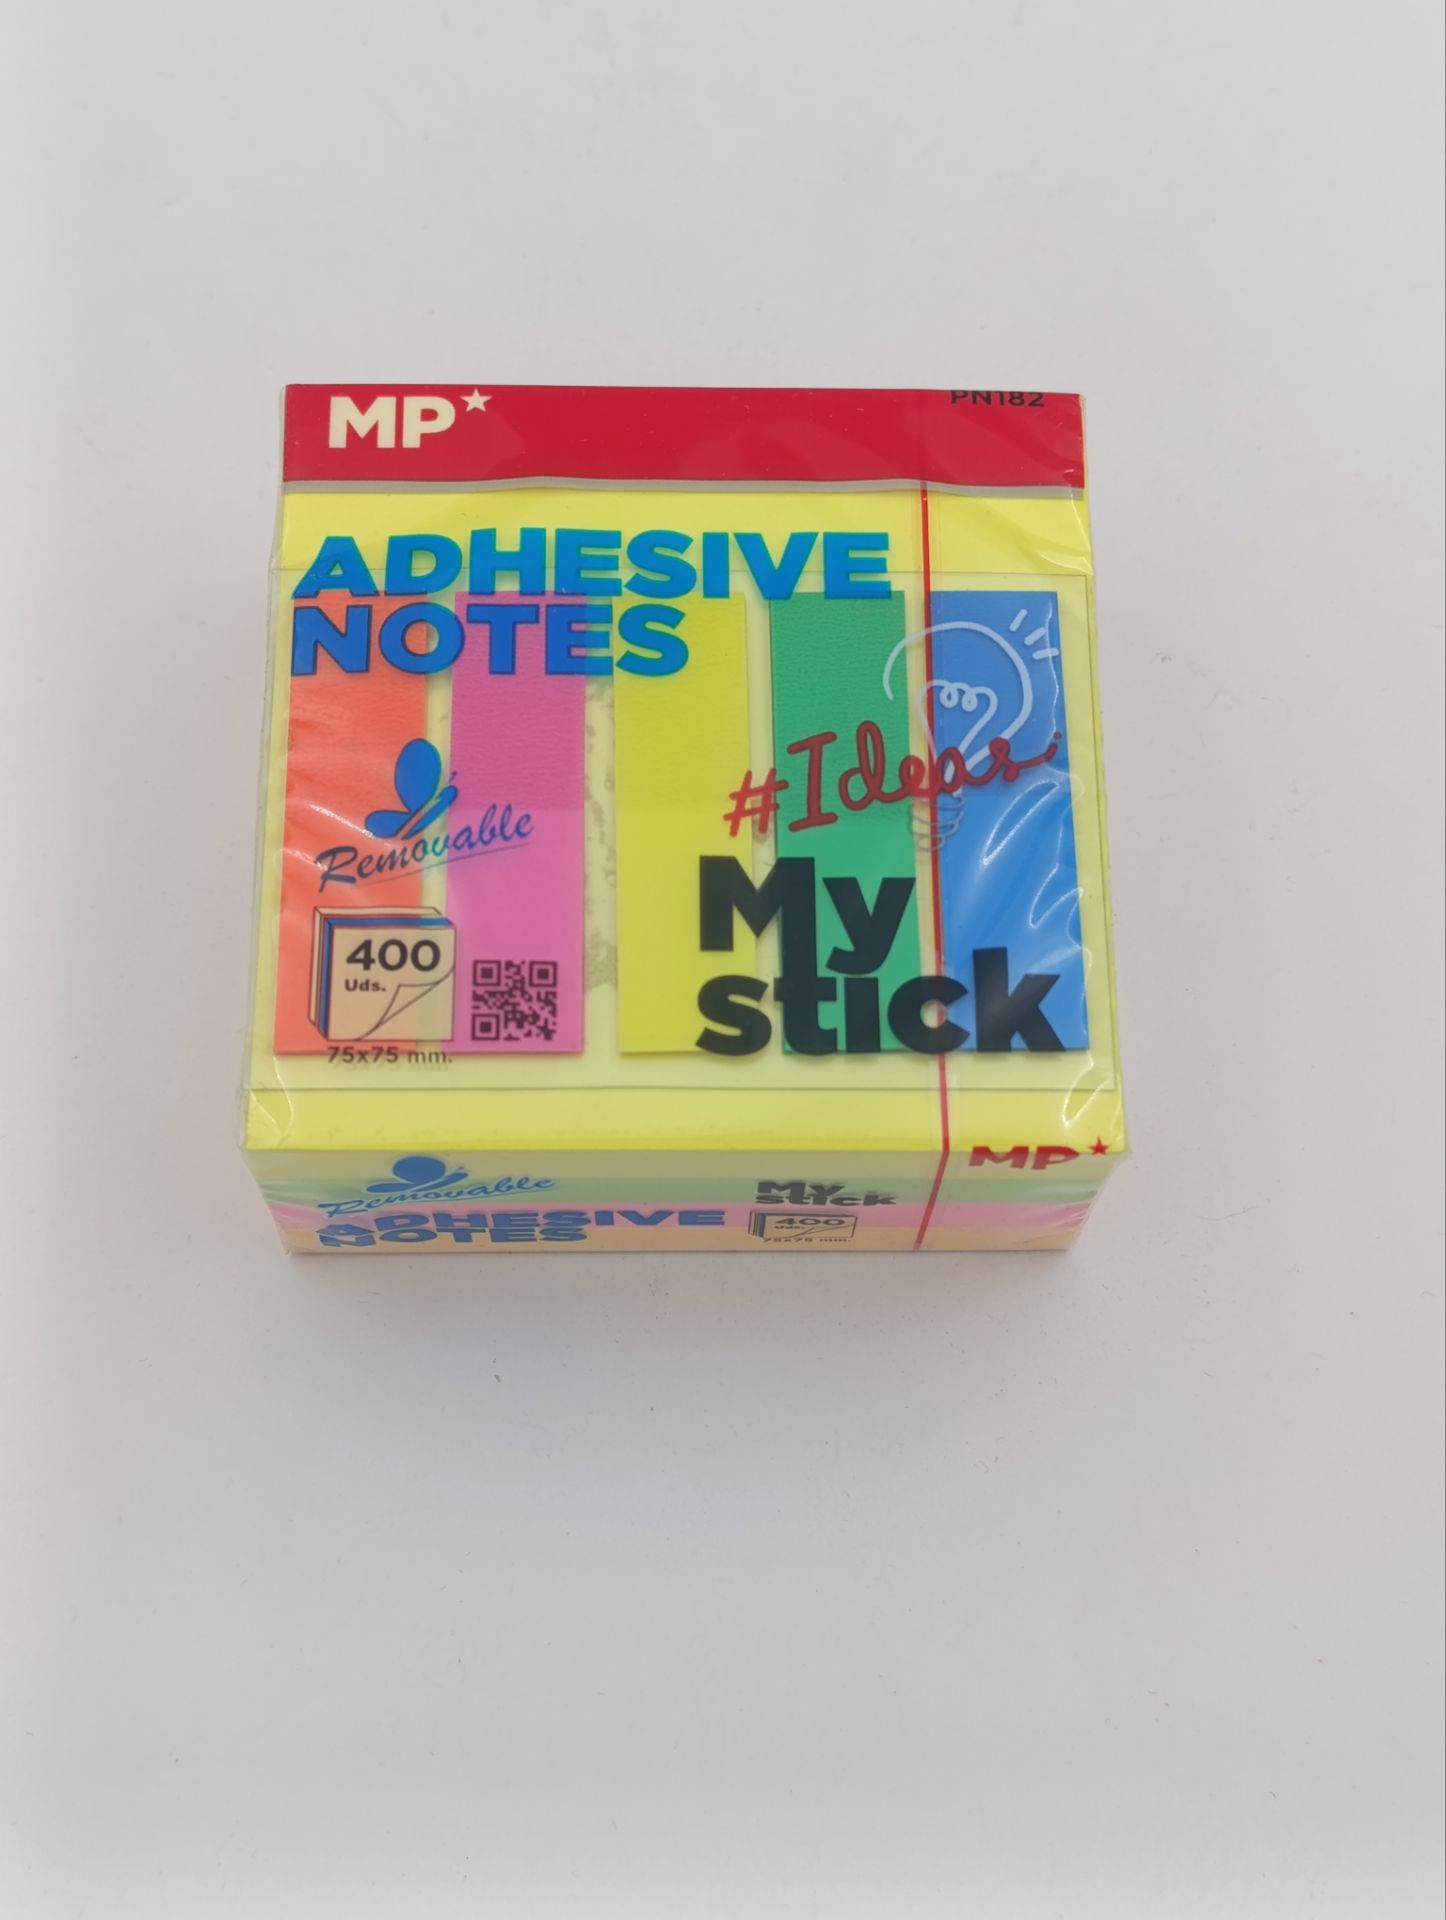 MP
PN182
ADHESIVE
NOTES
#Ideas
Removable
My
stick
400
Uds.
75x75 mm.
MP
Removable
ADHESIVE
NOTES
My
stick
400
Uds.
75x75 mm.